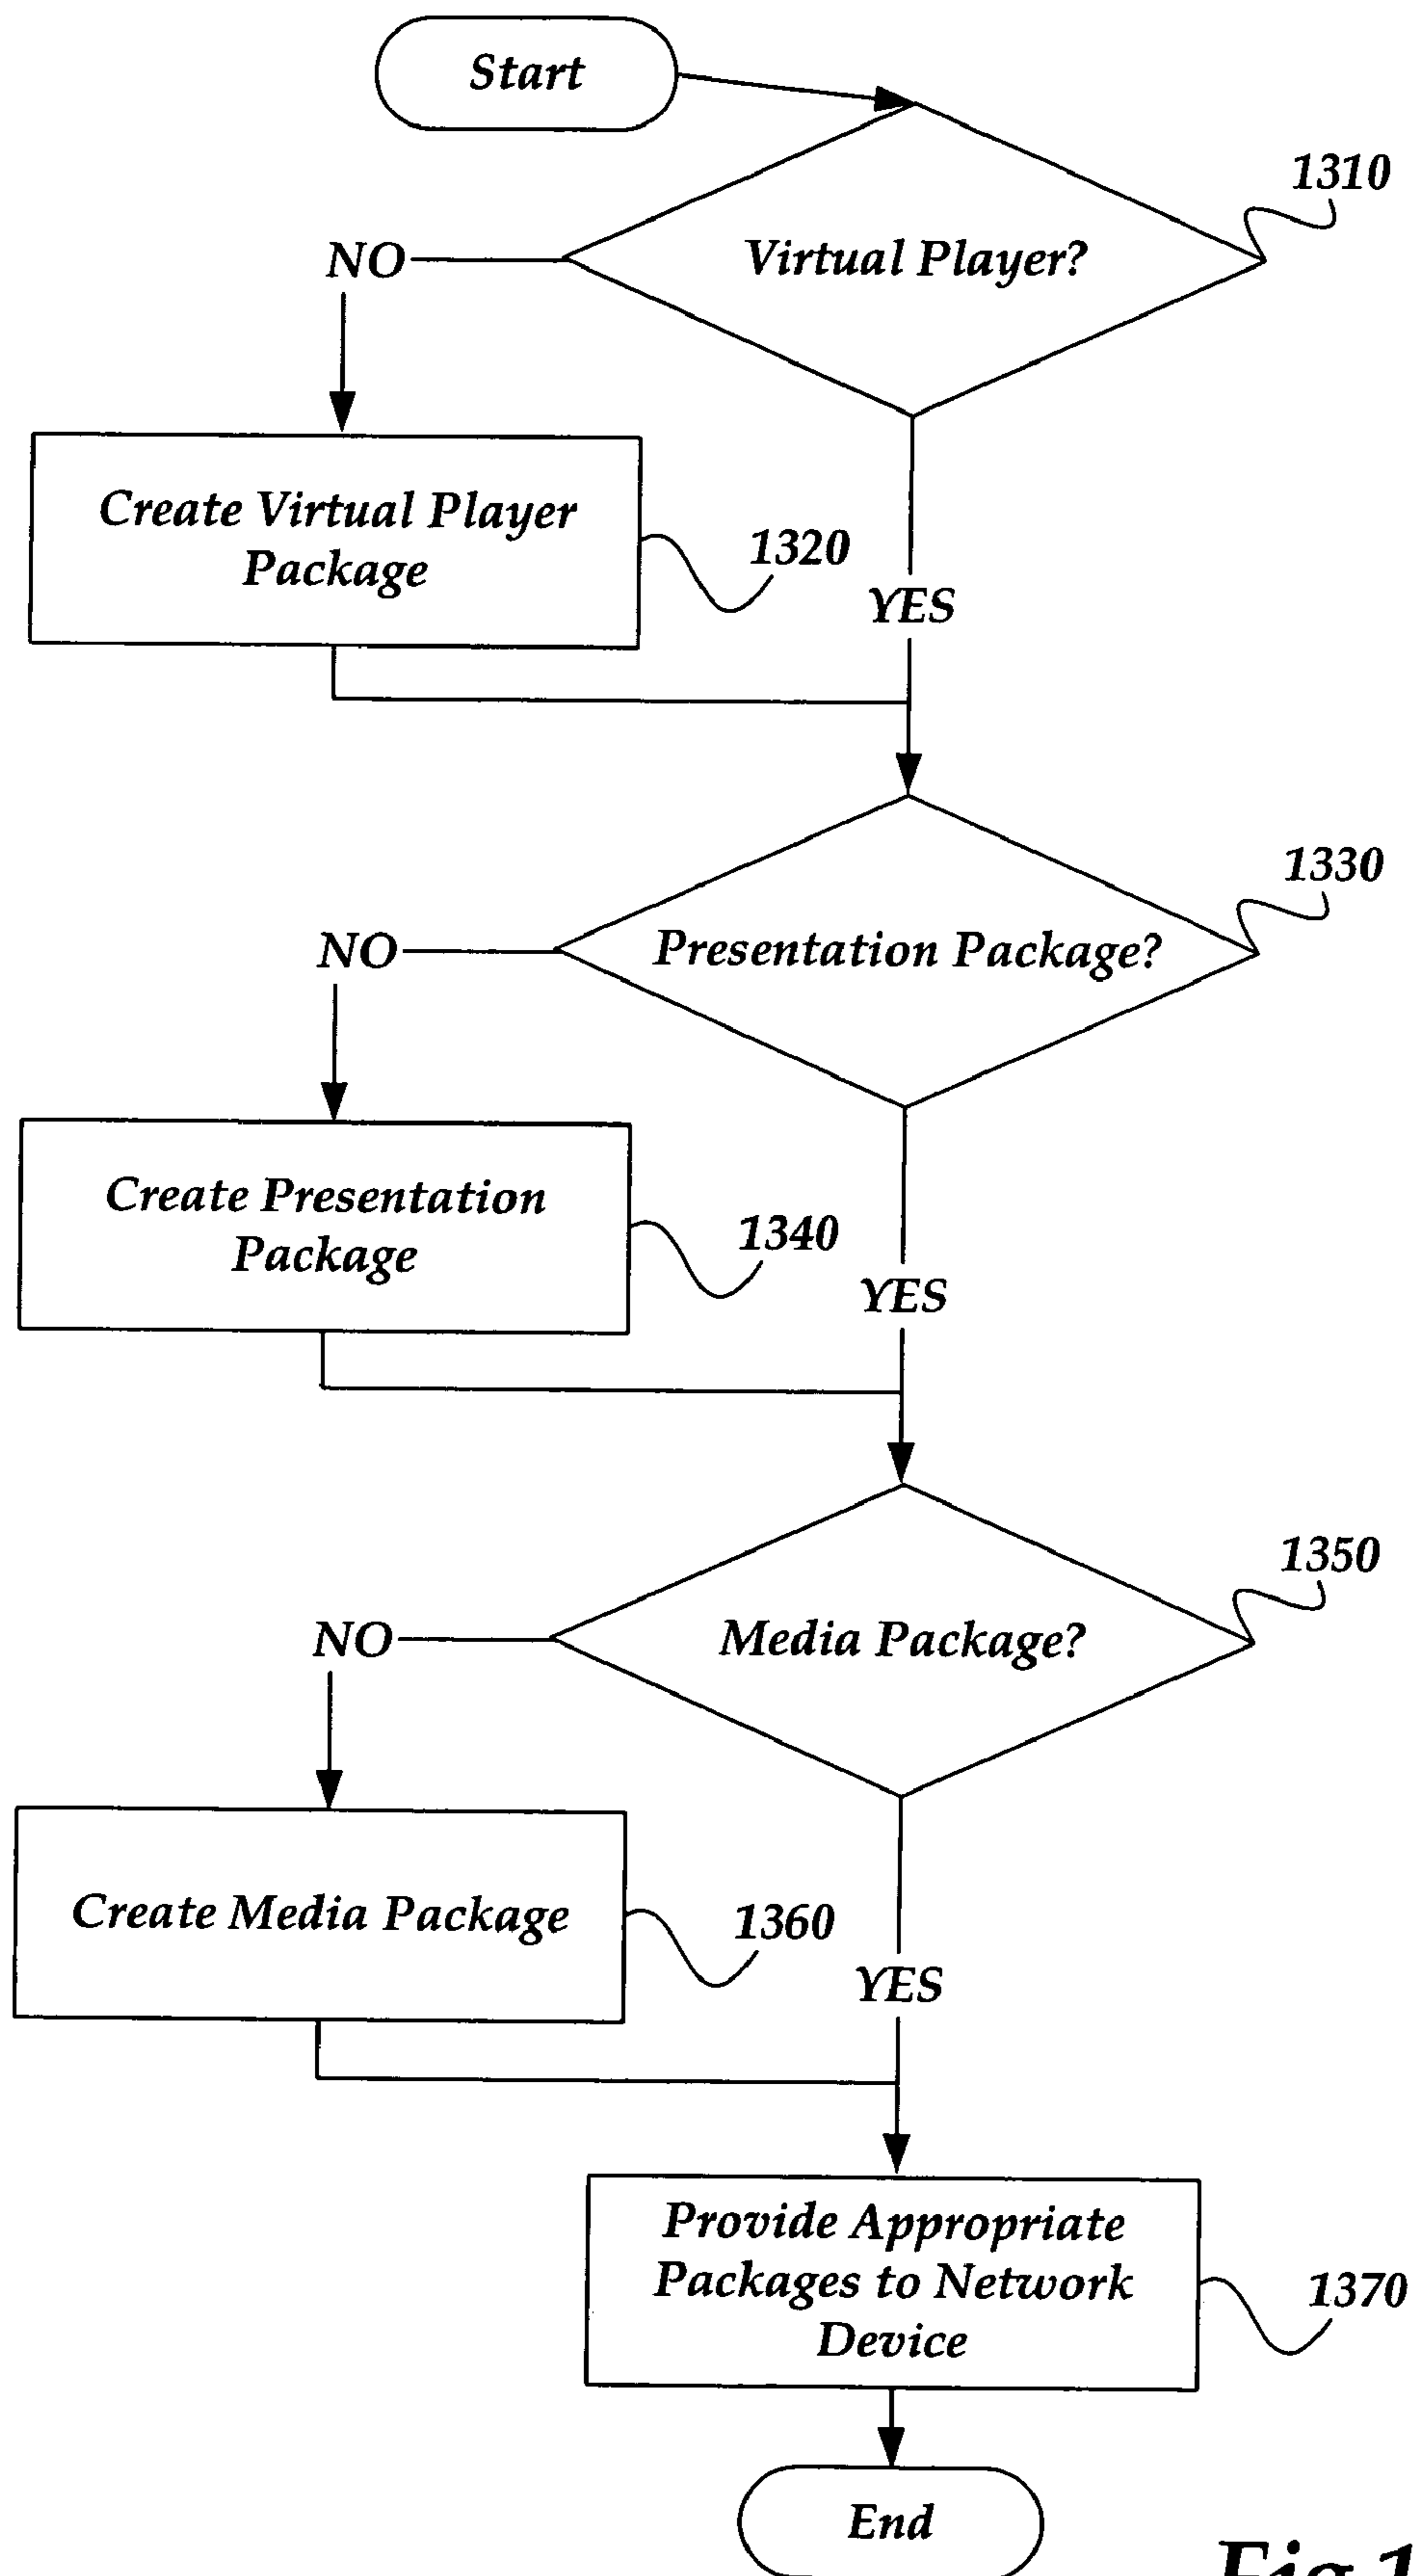 Start
1310
Virtual Player?
NO
Create Virtual Player
Package
1320
YES
1330
Presentation Package?
NO
Create Presentation
Package
1340
YES
1350
Media Package?
NO
Create Media Package
1360
YES
Provide Appropriate
Packages to Network
Device
1370
End